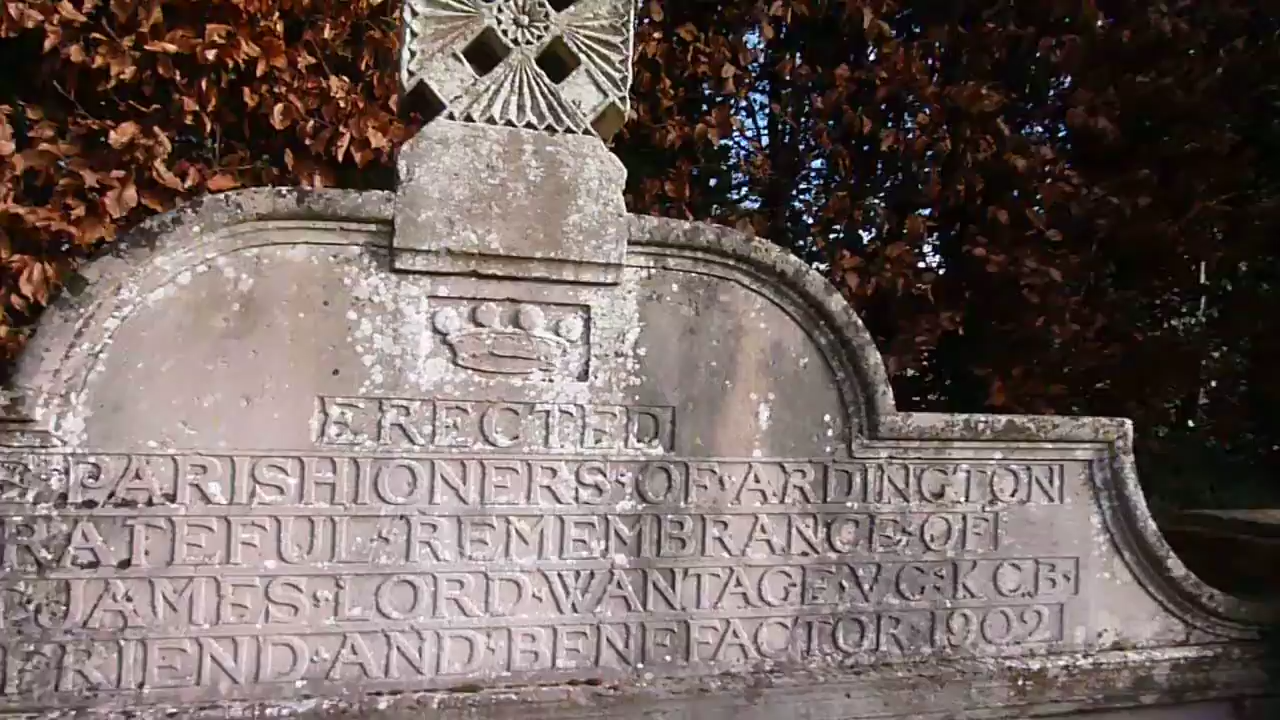 ERECTED
PARISHIONERS·OF·ARDINGTON
RATEFUL·REMEMBRANCE·OF
JAMES·LORD·WANTAGE·V·C·K·C.B·
FRIEND·AND·BENEFACTOR·1902